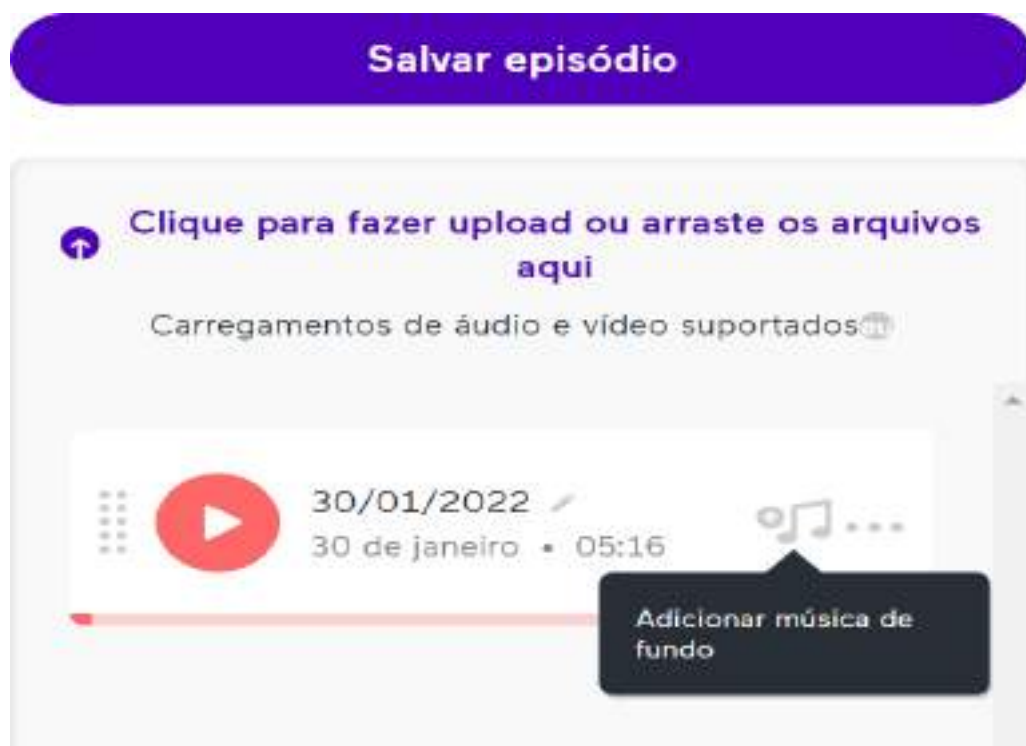 Salvar episódio
Clique para fazer upload ou arraste os arquivos
aqui
Carregamentos de áudio e vídeo suportados
30/01/2022
30 de janeiro • 05:16
Adicionar música de
fundo